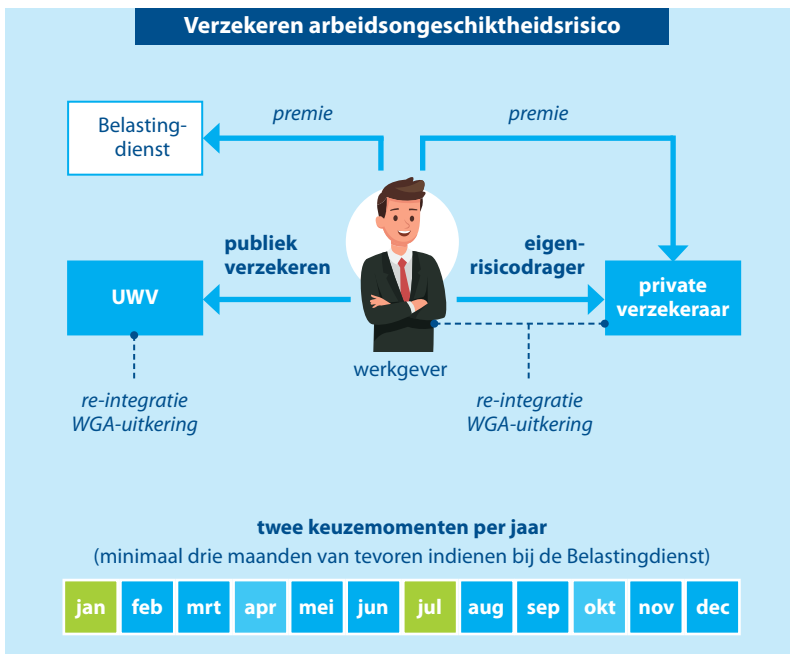 Verzekeren arbeidsongeschiktheidsrisico
premie
premie
Belasting-
dienst
publiek
verzekeren
eigen-
risicodrager
UWV
private
verzekeraar
werkgever
re-integratie
WGA-uitkering
re-integratie
WGA-uitkering
twee keuzemomenten per jaar
(minimaal drie maanden van tevoren indienen bij de Belastingdienst)
jan feb mrt apr mei jun jul aug sep okt nov dec